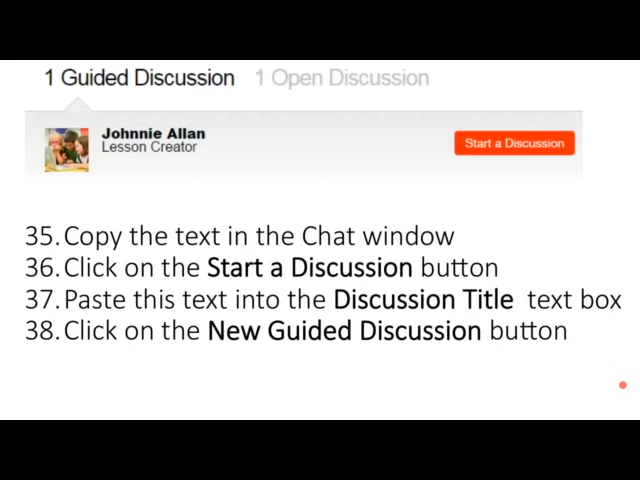 1 Guided Discussion 1 Open Discussion
Johnnie Allan
Lesson Creator
Start a Discussion
35. Copy the text in the Chat window
36. Click on the Start a Discussion button
37. Paste this text into the Discussion Title text box
38. Click on the New Guided Discussion button